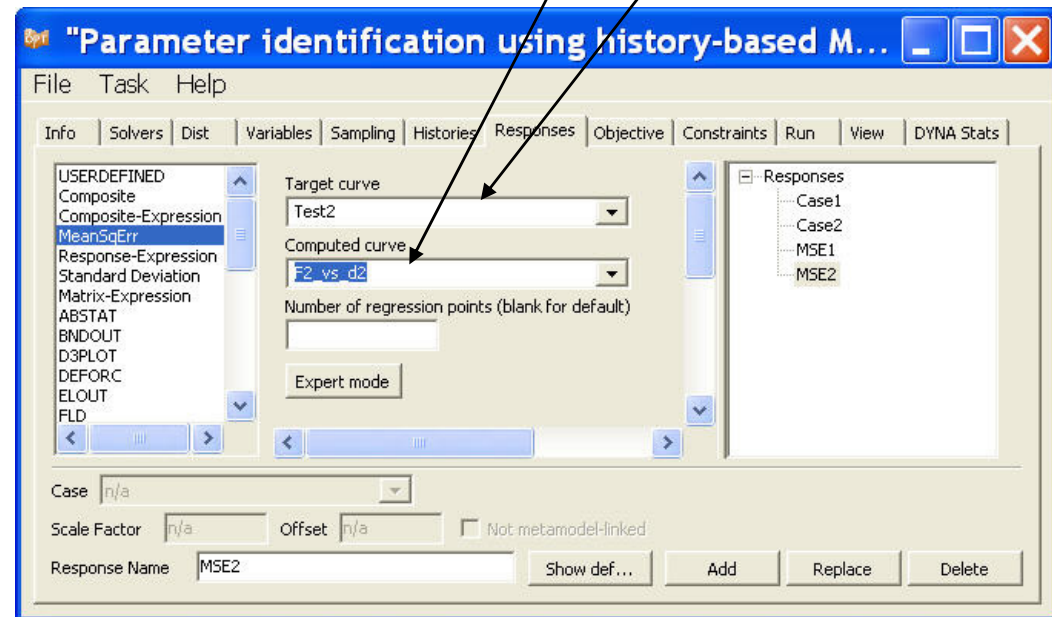 "Parameter identification using history-based M...
File Task Help
Info Solvers Dist Variables Sampling Histories Responses Objective Constraints Run View DYNA Stats
USERDEFINED
Composite
Composite-Expression
MeanSqErr
Response-Expression
Standard Deviation
Matrix-Expression
ABSTAT
BNDOUT
D3PLOT
DEFORC
ELOUT
FLD
Target curve
Test2
Computed curve
F2_vs_d2
Number of regression points (blank for default)
Expert mode
Responses
Case1
Case2
MSE1
MSE2
Case n/a
Scale Factor n/a Offset n/a Not metamodel-linked
Response Name MSE2 Show def... Add Replace Delete